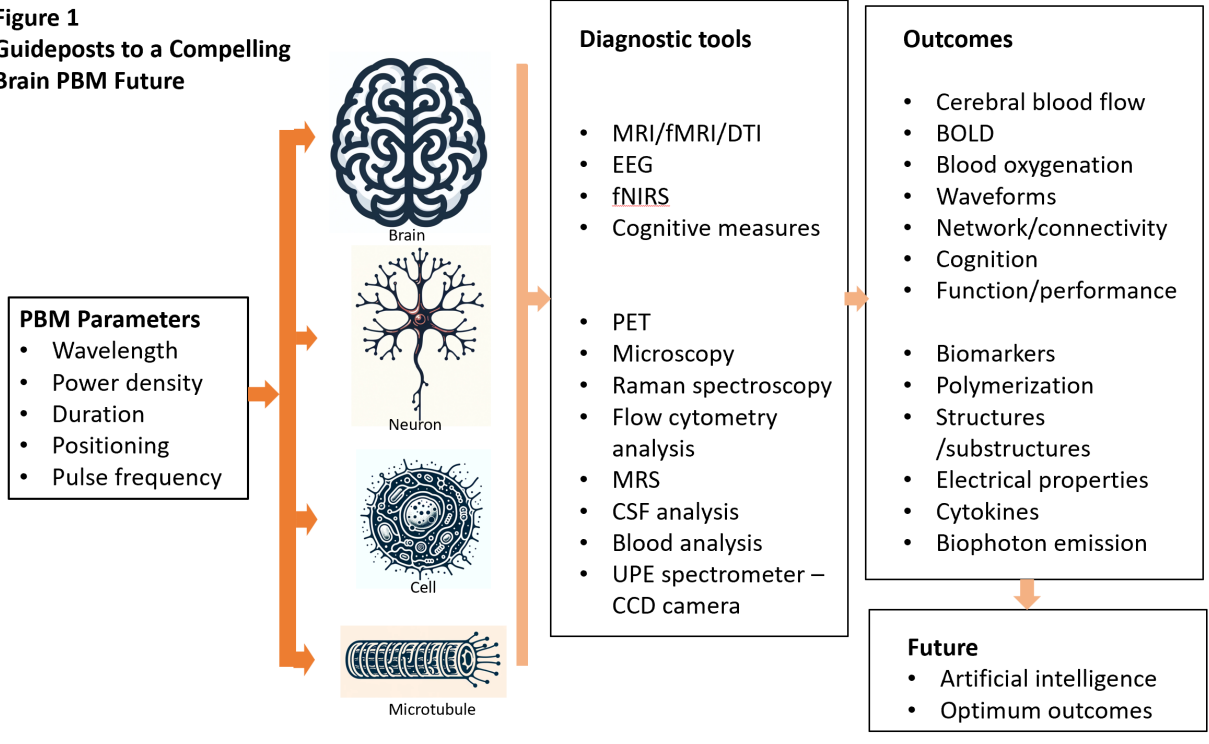 Figure 1
Guideposts to a Compelling
Brain PBM Future
PBM Parameters
• Wavelength
• Power density
• Duration
• Positioning
• Pulse frequency
Brain
Neuron
Cell
Microtubule
Diagnostic tools
• MRI/fMRI/DTI
• EEG
• fNIRS
• Cognitive measures
• PET
• Microscopy
• Raman spectroscopy
• Flow cytometry
analysis
• MRS
• CSF analysis
• Blood analysis
• UPE spectrometer –
CCD camera
Outcomes
• Cerebral blood flow
• BOLD
• Blood oxygenation
• Waveforms
• Network/connectivity
• Cognition
• Function/performance
• Biomarkers
• Polymerization
• Structures
/substructures
• Electrical properties
• Cytokines
• Biophoton emission
Future
• Artificial intelligence
• Optimum outcomes